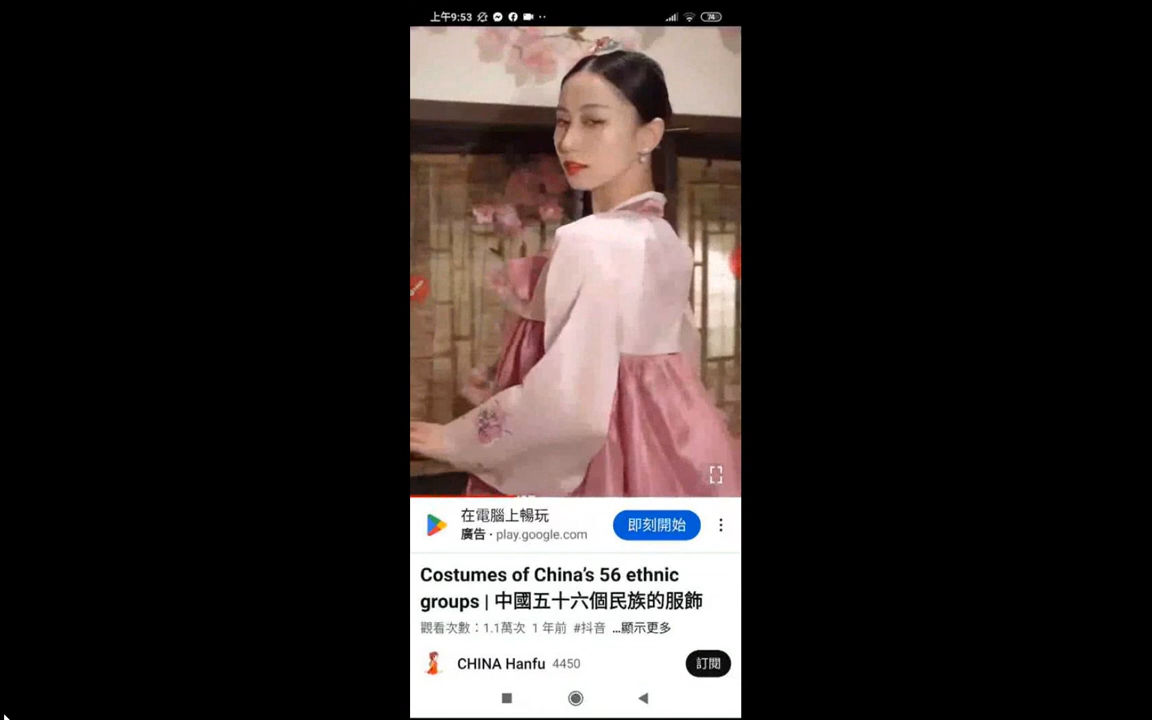 上午9:53
74
在電腦上暢玩
廣告 · play.google.com
即刻開始
Costumes of China's 56 ethnic
groups | 中國五十六個民族的服飾
觀看次數：1.1萬次 1 年前 #抖音 ...顯示更多
CHINA Hanfu 4450
訂閱